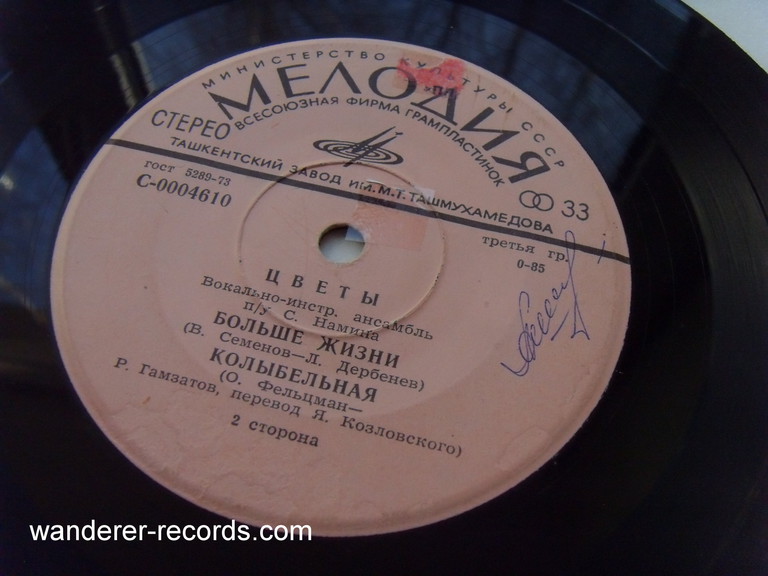 МИНИСТЕРСТВО КУЛЬТУРЫ СССР
МЕЛОДИЯ
ВСЕСОЮЗНАЯ ФИРМА ГРАМПЛАСТИНОК
СТЕРЕО
33
ТАШКЕНТСКИЙ ЗАВОД ИМ. М.Т. ТАШМУХАМЕДОВА
гост 5289-73
С-0004610
третья гр.
0-85
ЦВЕТЫ
Вокально-инстр. ансамбль
п/у С. Намина
БОЛЬШЕ ЖИЗНИ
(В. Семенов—Л. Дербенев)
КОЛЫБЕЛЬНАЯ
(О. Фельцман—
Р. Гамзатов, перевод Я. Козловского)
2 сторона
wanderer-records.com